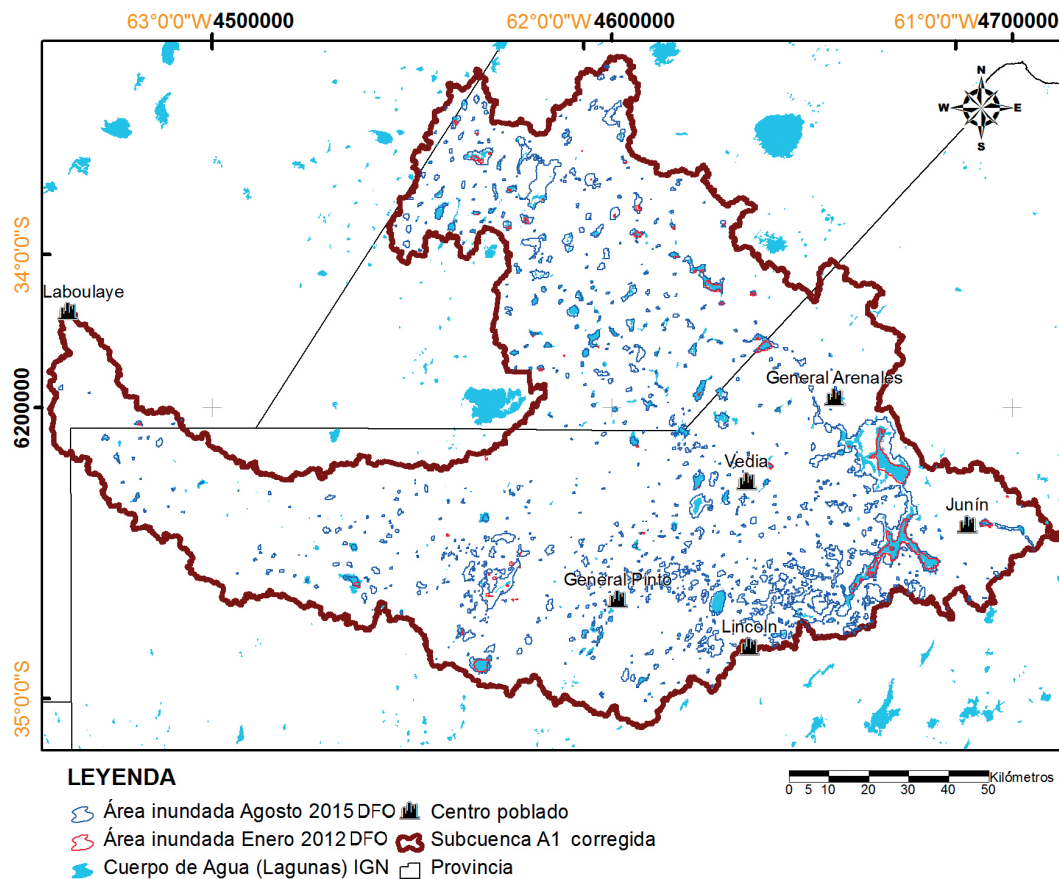 63°0'0"W 4500000 62°0'0"W 4600000 61°0'0"W 4700000
N
W E
S
34°0'0"S
Laboulaye
General Arenales
6200000
Vedia
Junín
General Pinto
Lincoln
35°0'0"S
LEYENDA
Área inundada Agosto 2015 DFO
Centro poblado
Área inundada Enero 2012 DFO
Subcuenca A1 corregida
Cuerpo de Agua (Lagunas) IGN
Provincia
Kilómetros
0 5 10 20 30 40 50